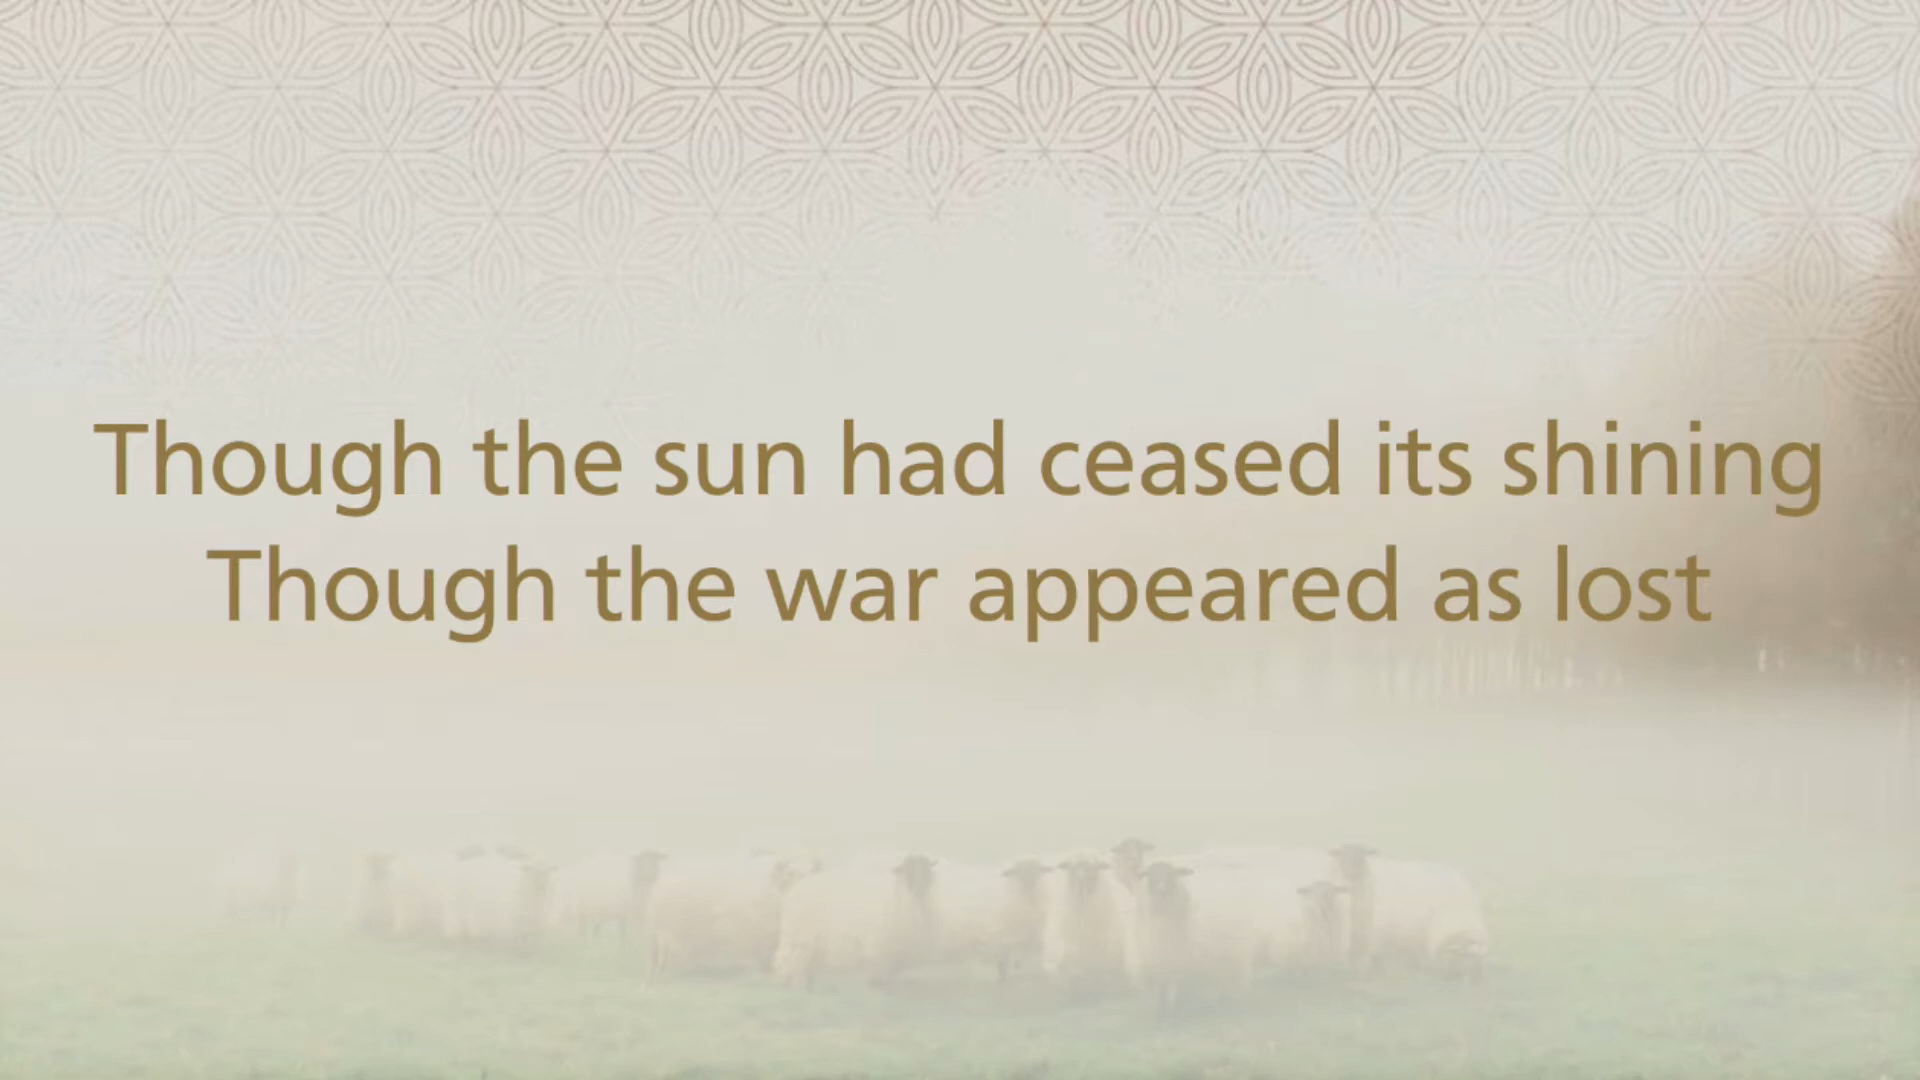 Though the sun had ceased its shining
Though the war appeared as lost